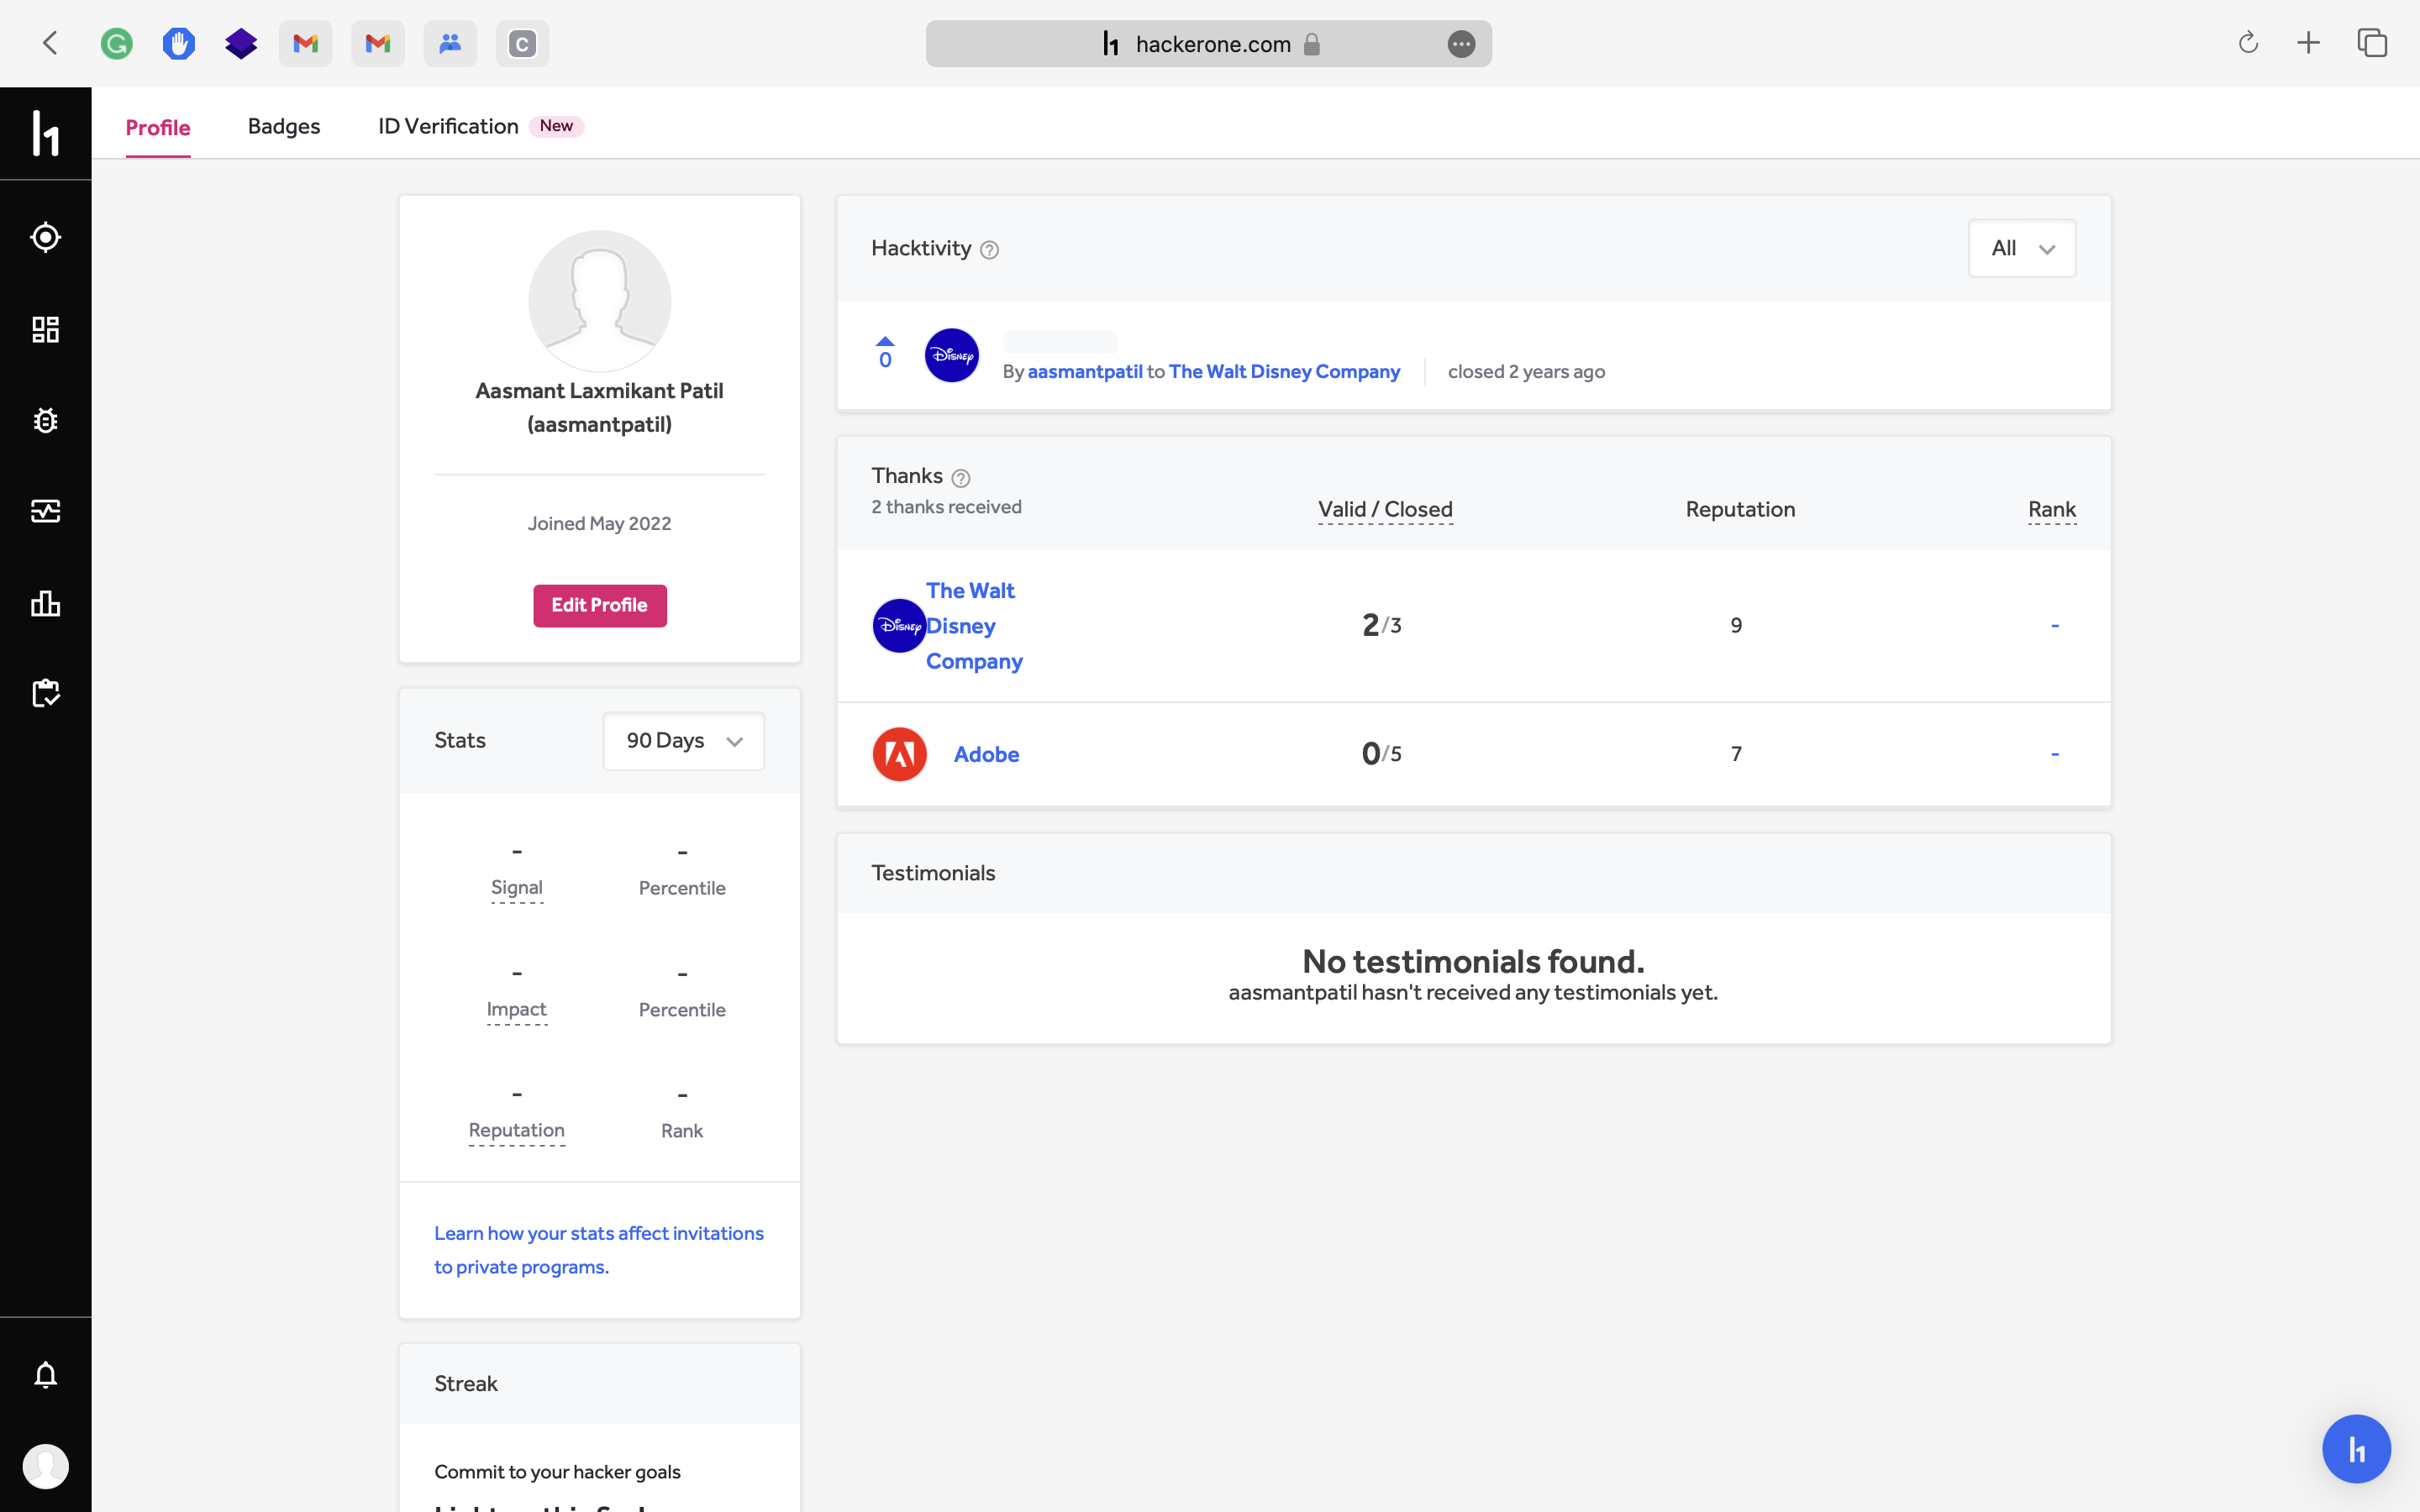 C
hackerone.com
Profile
Badges
ID Verification New
Aasmant Laxmikant Patil
(aasmantpatil)
Joined May 2022
Edit Profile
Stats
90 Days
-
Signal
-
Percentile
-
Impact
-
Percentile
-
Reputation
-
Rank
Learn how your stats affect invitations
to private programs.
Streak
Commit to your hacker goals
Hacktivity
All
0
Disney
By aasmantpatil to The Walt Disney Company
closed 2 years ago
Thanks
2 thanks received
Valid / Closed
Reputation
Rank
Disney
The Walt
Disney
Company
2/3
9
-
Adobe
0/5
7
-
Testimonials
No testimonials found.
aasmantpatil hasn't received any testimonials yet.